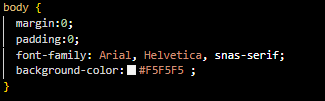 body {
margin:0;
padding:0;
font-family: Arial, Helvetica, snas-serif;
background-color: #F5F5F5 ;
}